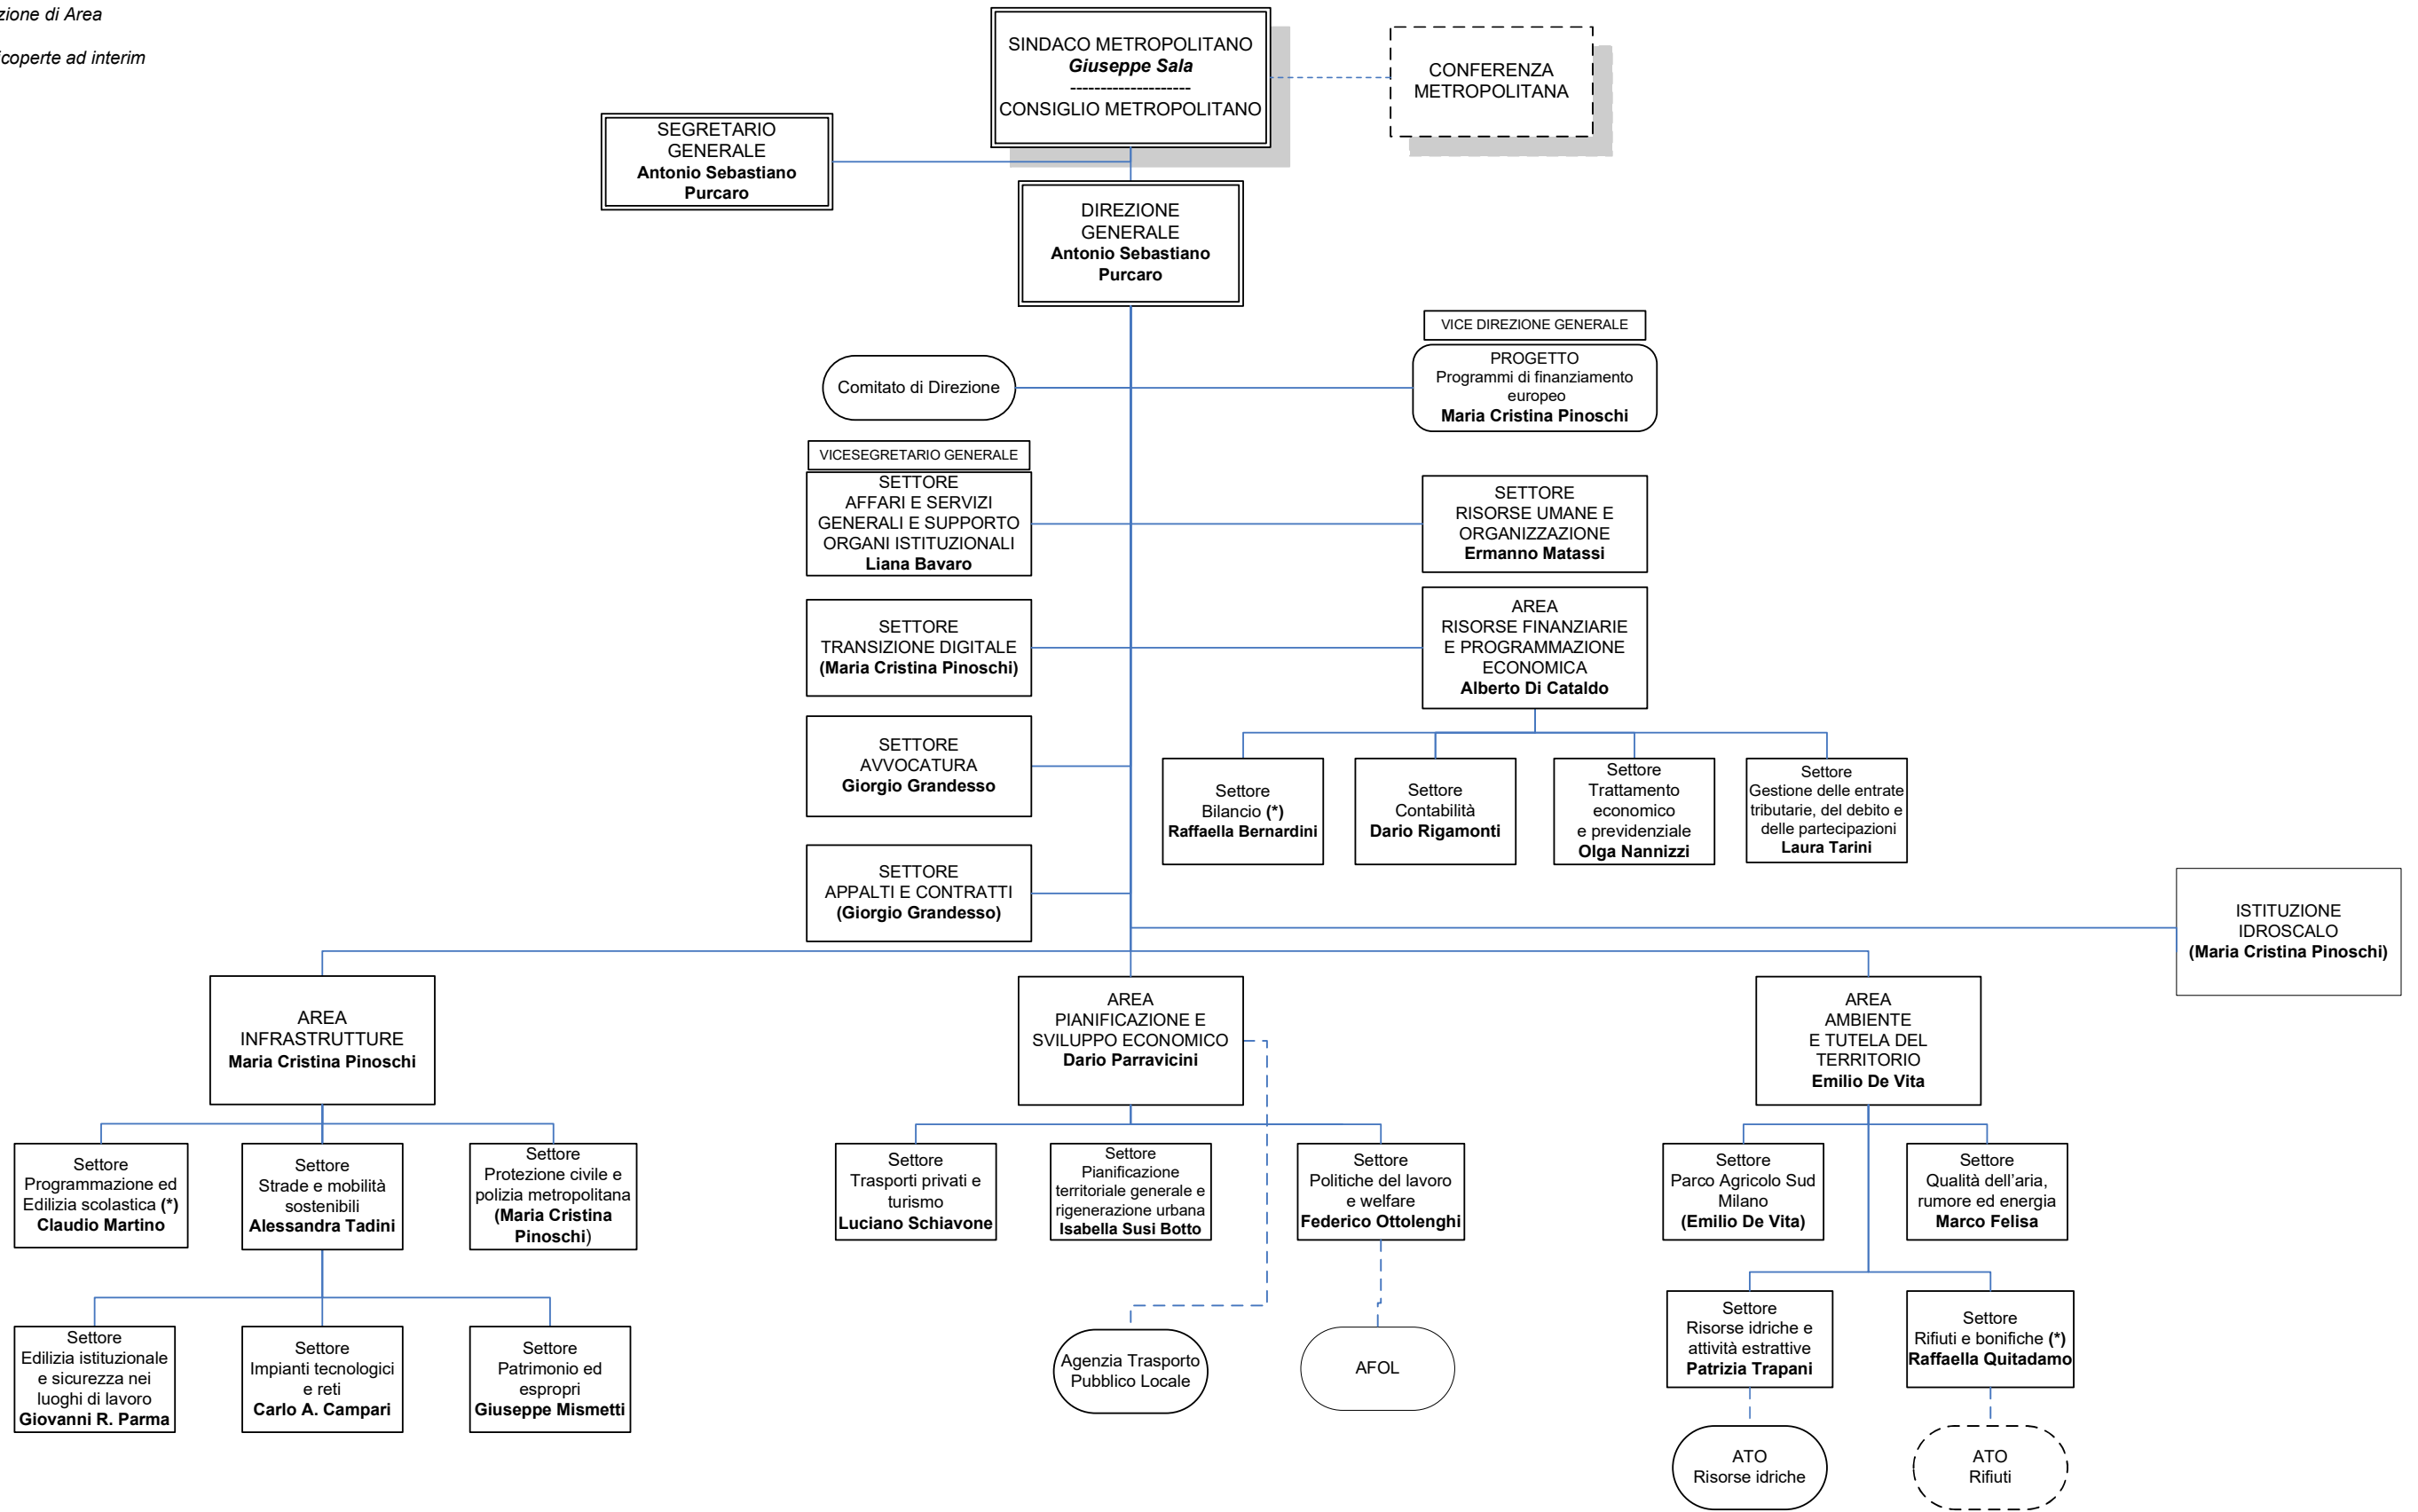 zione di Area
coperte ad interim
SINDACO METROPOLITANO
Giuseppe Sala
--------------------
CONSIGLIO METROPOLITANO
CONFERENZA
METROPOLITANA
SEGRETARIO
GENERALE
Antonio Sebastiano
Purcaro
DIREZIONE
GENERALE
Antonio Sebastiano
Purcaro
VICE DIREZIONE GENERALE
PROGETTO
Programmi di finanziamento
europeo
Maria Cristina Pinoschi
Comitato di Direzione
VICESEGRETARIO GENERALE
SETTORE
AFFARI E SERVIZI
GENERALI E SUPPORTO
ORGANI ISTITUZIONALI
Liana Bavaro
SETTORE
RISORSE UMANE E
ORGANIZZAZIONE
Ermanno Matassi
SETTORE
TRANSIZIONE DIGITALE
(Maria Cristina Pinoschi)
AREA
RISORSE FINANZIARIE
E PROGRAMMAZIONE
ECONOMICA
Alberto Di Cataldo
SETTORE
AVVOCATURA
Giorgio Grandesso
Settore
Bilancio (*)
Raffaella Bernardini
Settore
Contabilità
Dario Rigamonti
Settore
Trattamento
economico
e previdenziale
Olga Nannizzi
Settore
Gestione delle entrate
tributarie, del debito e
delle partecipazioni
Laura Tarini
SETTORE
APPALTI E CONTRATTI
(Giorgio Grandesso)
ISTITUZIONE
IDROSCALO
(Maria Cristina Pinoschi)
AREA
INFRASTRUTTURE
Maria Cristina Pinoschi
AREA
PIANIFICAZIONE E
SVILUPPO ECONOMICO
Dario Parravicini
AREA
AMBIENTE
E TUTELA DEL
TERRITORIO
Emilio De Vita
Settore
Programmazione ed
Edilizia scolastica (*)
Claudio Martino
Settore
Strade e mobilità
sostenibili
Alessandra Tadini
Settore
Protezione civile e
polizia metropolitana
(Maria Cristina
Pinoschi)
Settore
Trasporti privati e
turismo
Luciano Schiavone
Settore
Pianificazione
territoriale generale e
rigenerazione urbana
Isabella Susi Botto
Settore
Politiche del lavoro
e welfare
Federico Ottolenghi
Settore
Parco Agricolo Sud
Milano
(Emilio De Vita)
Settore
Qualità dell'aria,
rumore ed energia
Marco Felisa
Settore
Edilizia istituzionale
e sicurezza nei
luoghi di lavoro
Giovanni R. Parma
Settore
Impianti tecnologici
e reti
Carlo A. Campari
Settore
Patrimonio ed
espropri
Giuseppe Mismetti
Agenzia Trasporto
Pubblico Locale
AFOL
Settore
Risorse idriche e
attività estrattive
Patrizia Trapani
Settore
Rifiuti e bonifiche (*)
Raffaella Quitadamo
ATO
Risorse idriche
ATO
Rifiuti